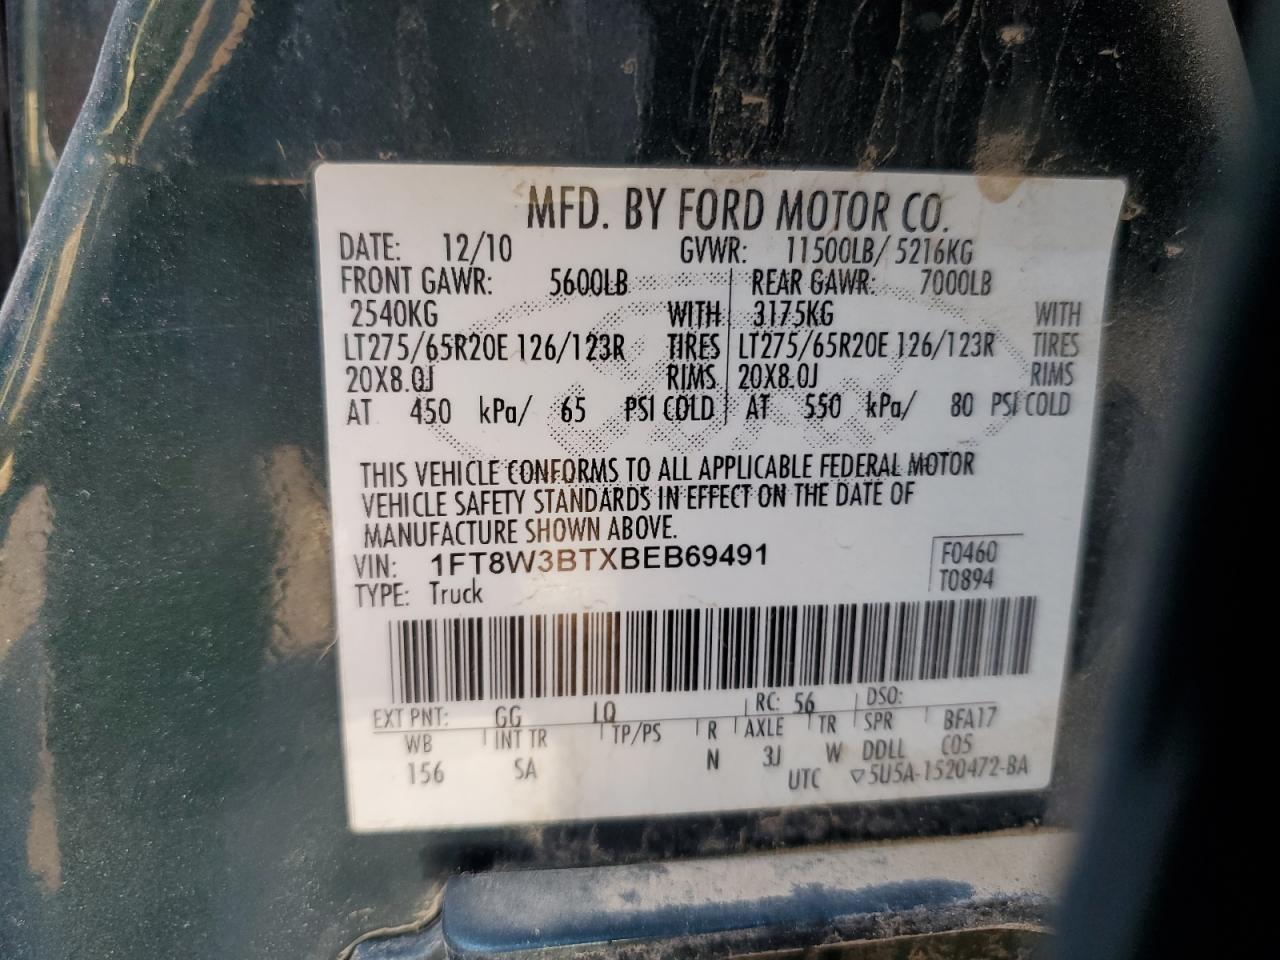 MFD. BY FORD MOTOR CO.
DATE: 12/10 GVWR: 11500LB/ 5216KG
FRONT GAWR: 5600LB REAR GAWR: 7000LB
2540KG WITH 3175KG WITH
LT275/65R20E 126/123R TIRES LT275/65R20E 126/123R TIRES
20X8.0J RIMS 20X8.0J RIMS
AT 450 kPa/ 65 PSI COLD AT 550 kPa/ 80 PSI COLD
THIS VEHICLE CONFORMS TO ALL APPLICABLE FEDERAL MOTOR
VEHICLE SAFETY STANDARDS IN EFFECT ON THE DATE OF
MANUFACTURE SHOWN ABOVE.
VIN: 1FT8W3BTXBEB69491 F0460
TYPE: Truck T0894
EXT PNT: GG LQ RC: 56 DSO:
WB INT TR TP/PS R AXLE TR SPR BFA17
156 SA N 3J W DDLL C05
UTC ▽5U5A-1520472-BA